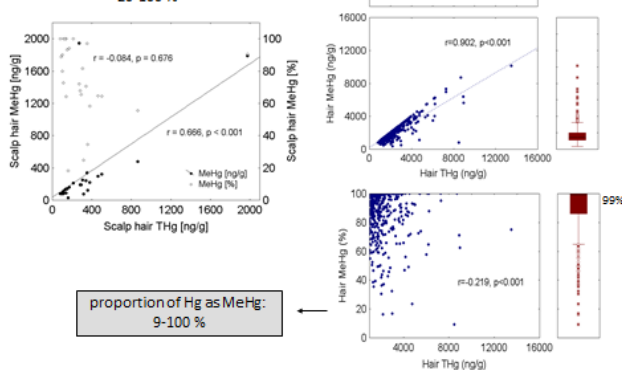 2000
1600
1200
800
400
0
100
80
60
40
20
0
Scalp hair MeHg [ng/g]
Scalp hair MeHg [%]
r = -0.084, p = 0.676
r = 0.666, p < 0.001
MeHg [ng/g]
MeHg [%]
0 400 800 1200 1600 2000
Scalp hair THg [ng/g]
16000
12000
8000
4000
0
Hair MeHg (ng/g)
r=0.902, p<0.001
0 4000 8000 12000 16000
Hair THg (ng/g)
100
80
60
40
20
0
Hair MeHg (%)
r=-0.219, p<0.001
4000 8000 12000 16000
Hair THg (ng/g)
99%
proportion of Hg as MeHg:
9-100 %